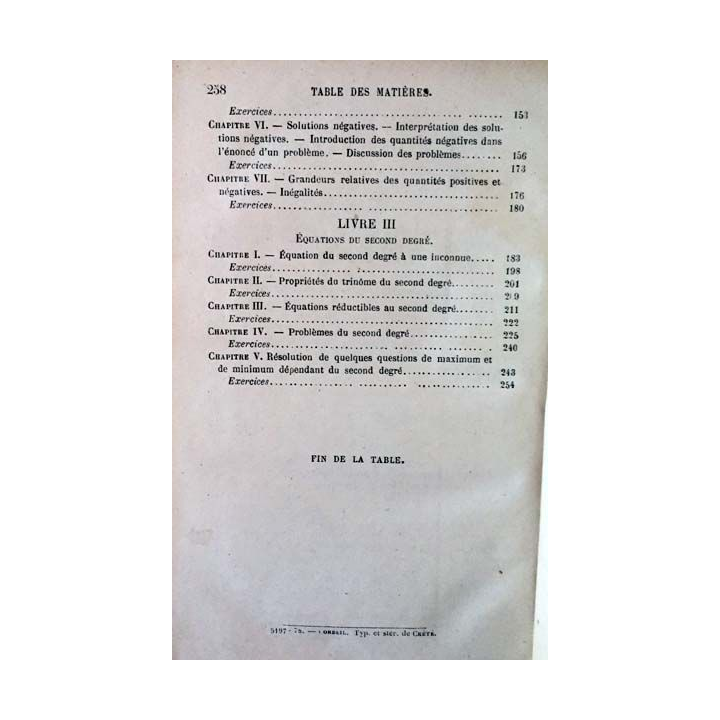 258 TABLE DES MATIÈRES.
Exercices........................................ 153
CHAPITRE VI. — Solutions négatives. — Interprétation des solu-
tions négatives. — Introduction des quantités négatives dans
l'énoncé d'un problème. — Discussion des problèmes........ 156
Exercices........................................ 173
CHAPITRE VII. — Grandeurs relatives des quantités positives et
négatives. — Inégalités.............................. 176
Exercices........................................ 180
LIVRE III
ÉQUATIONS DU SECOND DEGRÉ.
CHAPITRE I. — Équation du second degré à une inconnue..... 183
Exercices........................................ 198
CHAPITRE II. — Propriétés du trinôme du second degré........ 201
Exercices........................................ 209
CHAPITRE III. — Équations réductibles au second degré....... 211
Exercices........................................ 222
CHAPITRE IV. — Problèmes du second degré................ 225
Exercices........................................ 240
CHAPITRE V. Résolution de quelques questions de maximum et
de minimum dépendant du second degré................ 243
Exercices........................................ 254
FIN DE LA TABLE.
— CORBEIL. Typ. et stér. de CRÉTÉ.